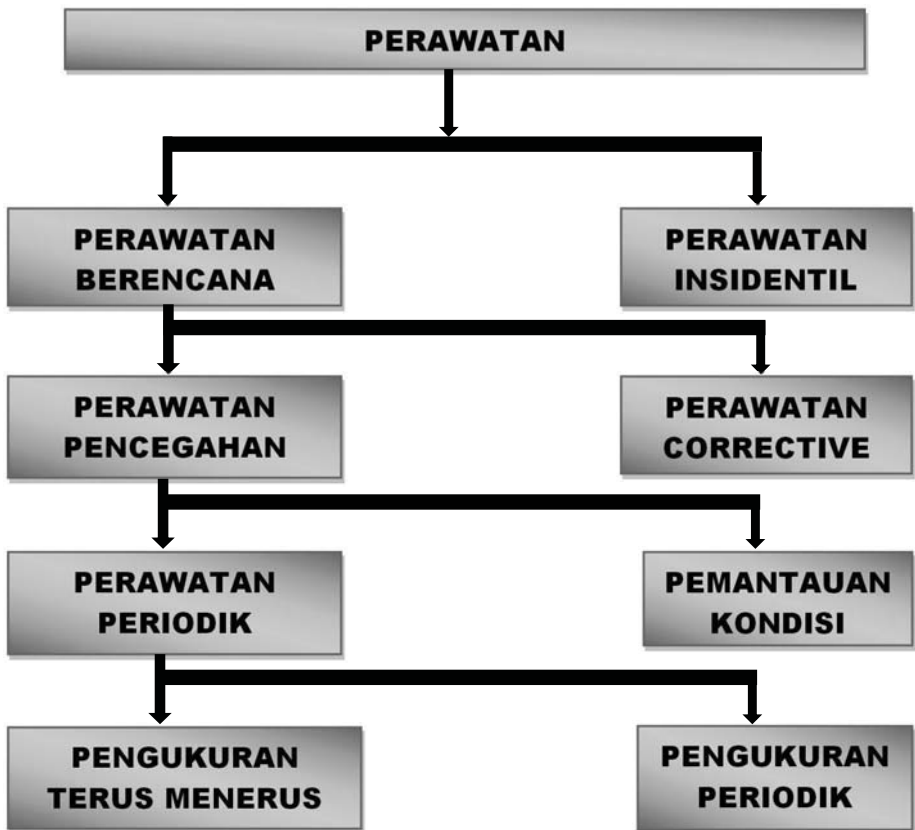 PERAWATAN
PERAWATAN
BERENCANA
PERAWATAN
INSIDENTIL
PERAWATAN
PENCEGAHAN
PERAWATAN
CORRECTIVE
PERAWATAN
PERIODIK
PEMANTAUAN
KONDISI
PENGUKURAN
TERUS MENERUS
PENGUKURAN
PERIODIK